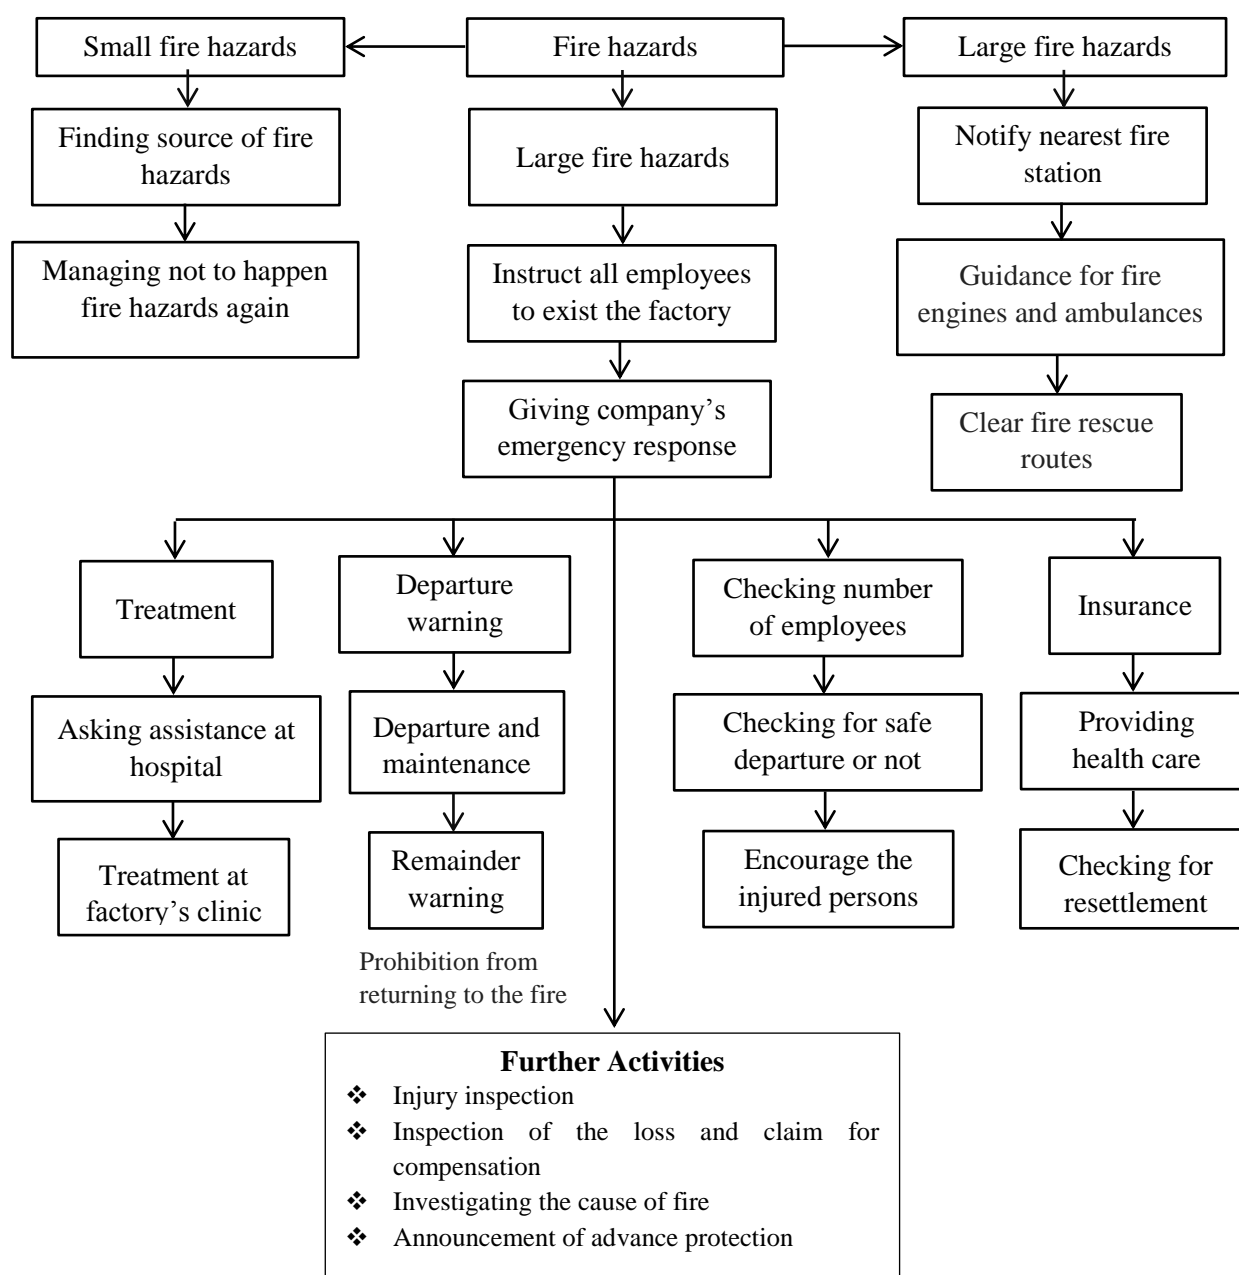 Small fire hazards
Fire hazards
Large fire hazards
Finding source of fire
hazards
Large fire hazards
Notify nearest fire
station
Managing not to happen
fire hazards again
Instruct all employees
to exist the factory
Guidance for fire
engines and ambulances
Giving company’s
emergency response
Clear fire rescue
routes
Treatment
Departure
warning
Checking number
of employees
Insurance
Asking assistance at
hospital
Departure and
maintenance
Checking for safe
departure or not
Providing
health care
Treatment at
factory’s clinic
Remainder
warning
Encourage the
injured persons
Checking for
resettlement
Prohibition from
returning to the fire
Further Activities
❖ Injury inspection
❖ Inspection of the loss and claim for
compensation
❖ Investigating the cause of fire
❖ Announcement of advance protection